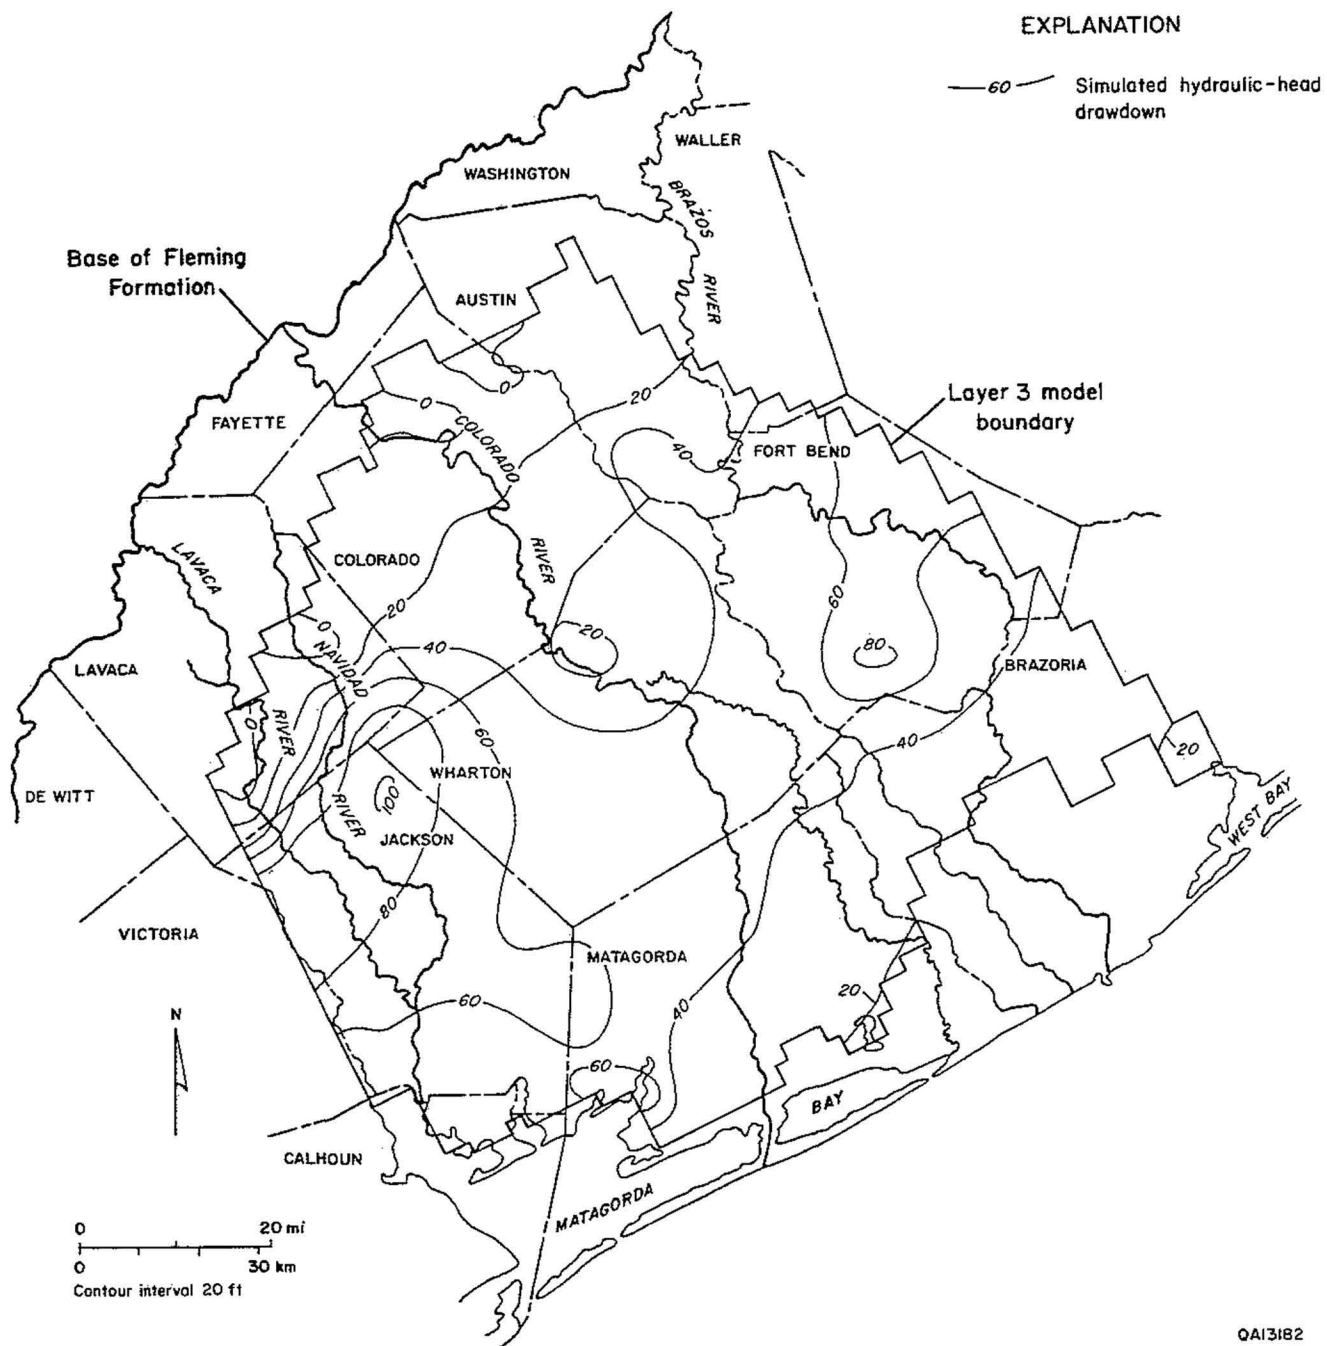 EXPLANATION
60 Simulated hydraulic-head
drawdown
WALLER
WASHINGTON
BRAZOS
RIVER
Base of Fleming
Formation
AUSTIN
0
20
Layer 3 model
boundary
FAYETTE
0
COLORADO
RIVER
40
FORT BEND
LAVACA
RIVER
COLORADO
20
60
0
NAVIDAD
RIVER
40
20
80
LAVACA
BRAZORIA
0
60
40
20
WHARTON
DE WITT
100
JACKSON
WEST BAY
80
VICTORIA
MATAGORDA
N
60
40
20
60
BAY
CALHOUN
MATAGORDA
0 20 mi
0 30 km
Contour interval 20 ft
QA13182